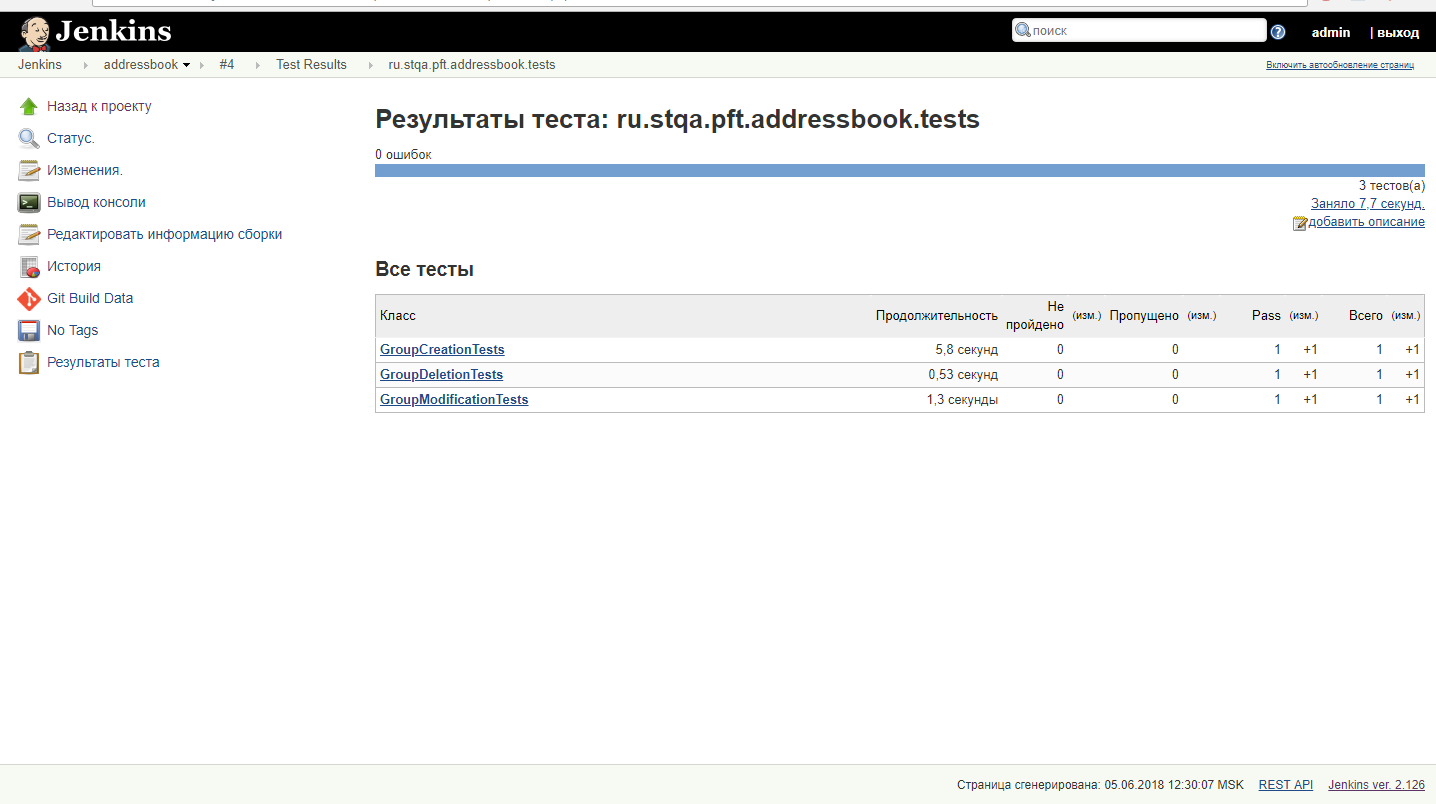 Jenkins
поиск
admin
| выход
Jenkins
addressbook
#4
Test Results
ru.stqa.pft.addressbook.tests
Включить автообновление страниц
Назад к проекту
Статус.
Изменения.
Вывод консоли
Редактировать информацию сборки
История
Git Build Data
No Tags
Результаты теста
Результаты теста: ru.stqa.pft.addressbook.tests
0 ошибок
3 тестов(а)
Заняло 7,7 секунд.
добавить описание
Все тесты
Класс Продолжительность Не пройдено (изм.) Пропущено (изм.) Pass (изм.) Всего (изм.)
GroupCreationTests 5,8 секунд 0 0 1 +1 1 +1
GroupDeletionTests 0,53 секунд 0 0 1 +1 1 +1
GroupModificationTests 1,3 секунды 0 0 1 +1 1 +1
Страница сгенерирована: 05.06.2018 12:30:07 MSK REST API Jenkins ver. 2.126